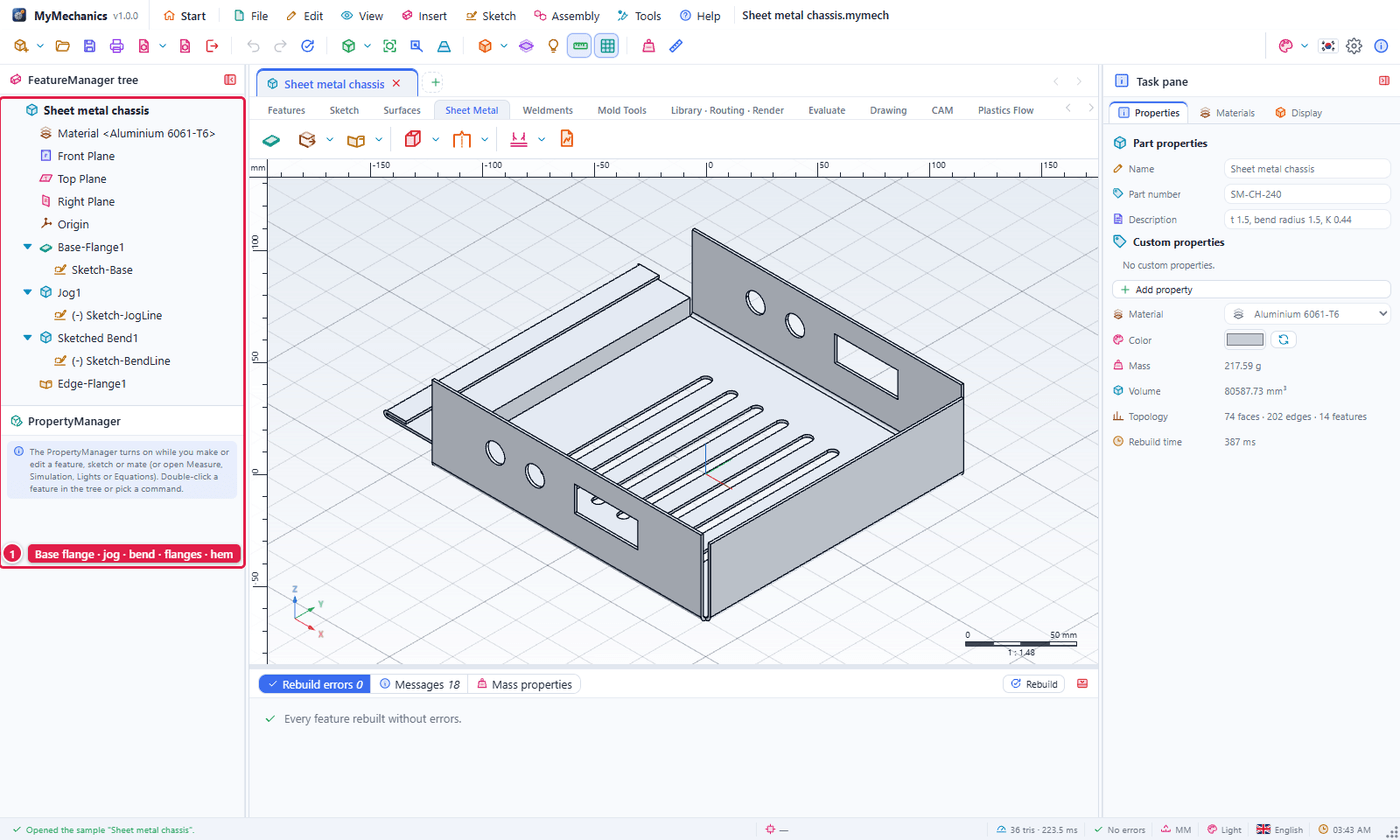 MyMechanics v1.0.0 Start File Edit View Insert Sketch Assembly Tools Help Sheet metal chassis.mymech
FeatureManager tree
Sheet metal chassis
Material <Aluminium 6061-T6>
Front Plane
Top Plane
Right Plane
Origin
Base-Flange1
Sketch-Base
Jog1
(-) Sketch-JogLine
Sketched Bend1
(-) Sketch-BendLine
Edge-Flange1
PropertyManager
The PropertyManager turns on while you make or
edit a feature, sketch or mate (or open Measure,
Simulation, Lights or Equations). Double-click a
feature in the tree or pick a command.
1 Base flange · jog · bend · flanges · hem
Sheet metal chassis
Features Sketch Surfaces Sheet Metal Weldments Mold Tools Library · Routing · Render Evaluate Drawing CAM Plastics Flow
mm -150 -100 -50 0 50 100 150
100
50
0
-50
Z
Y
X
0 50 mm
1 : 1.48
Rebuild errors 0 Messages 18 Mass properties Rebuild
Every feature rebuilt without errors.
Task pane
Properties Materials Display
Part properties
Name Sheet metal chassis
Part number SM-CH-240
Description t 1.5, bend radius 1.5, K 0.44
Custom properties
No custom properties.
Add property
Material Aluminium 6061-T6
Color
Mass 217.59 g
Volume 80587.73 mm³
Topology 74 faces · 202 edges · 14 features
Rebuild time 387 ms
Opened the sample "Sheet metal chassis". — 36 tris · 223.5 ms No errors MM Light English 03:43 AM